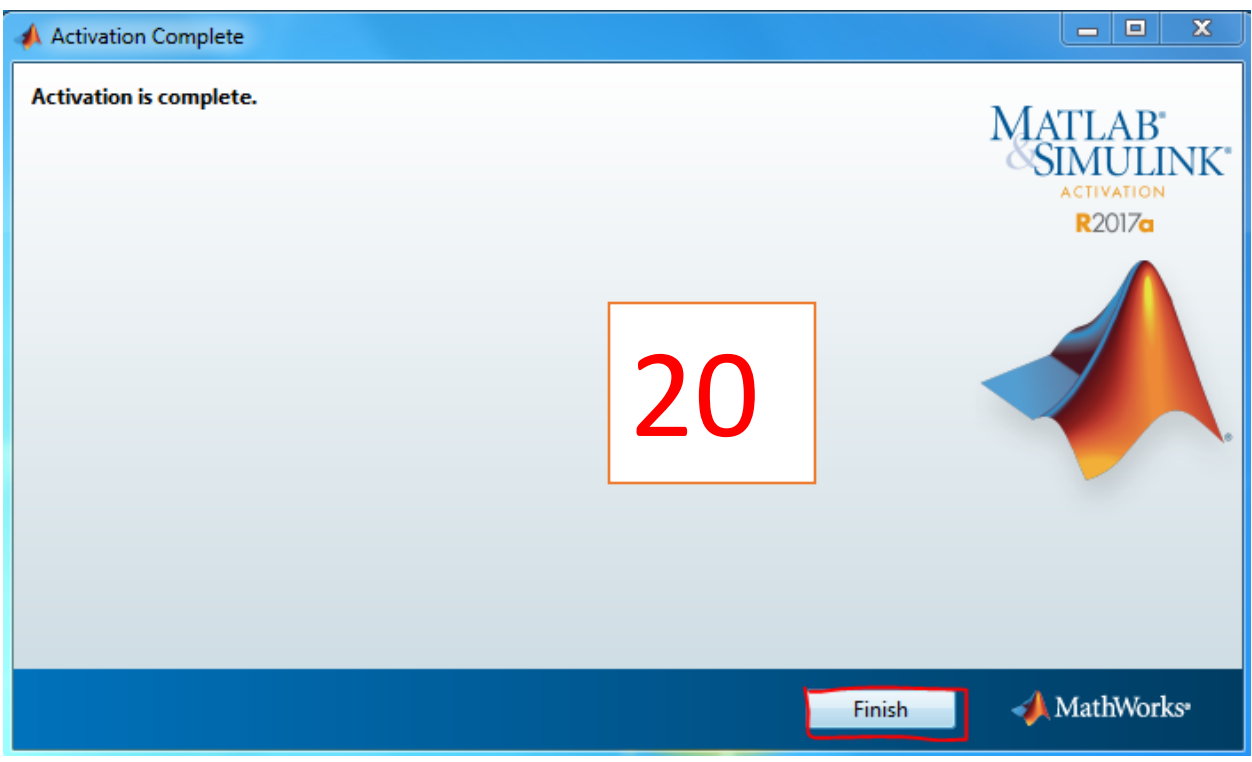 Activation Complete
Activation is complete.
MATLAB®
&SIMULINK®
ACTIVATION
R2017a
20
®
Finish
MathWorks®